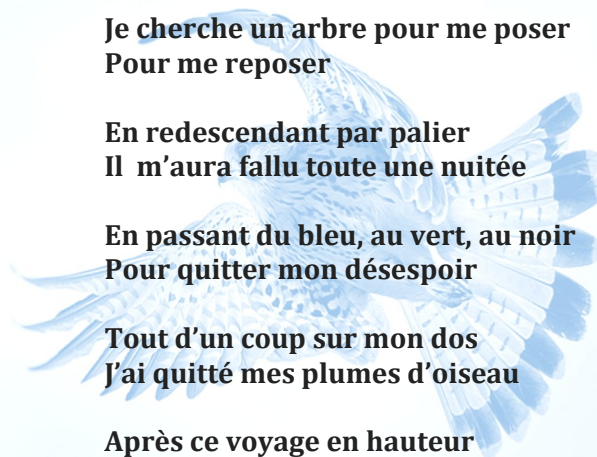 Je cherche un arbre pour me poser
Pour me reposer
En redescendant par palier
Il  m'aura fallu toute une nuitée
En passant du bleu, au vert, au noir
Pour quitter mon désespoir
Tout d’un coup sur mon dos
J’ai quitté mes plumes d’oiseau
Après ce voyage en hauteur